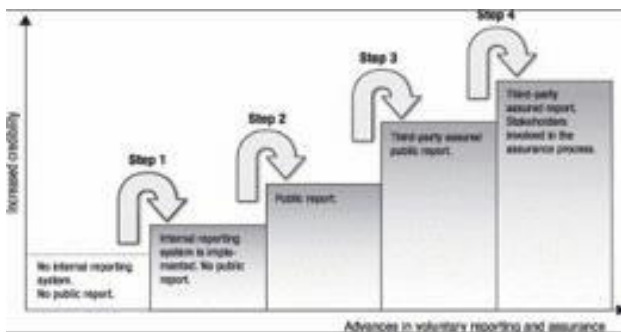 Step 4
Step 3
Step 2
Step 1
Third-party
assured report.
Stakeholders
involved in the
assurance process.
Third-party assured
public report.
Public report.
Internal reporting
system is imple-
mented. No public
report.
No internal reporting
system.
No public report.
Increased credibility
Advances in voluntary reporting and assurance